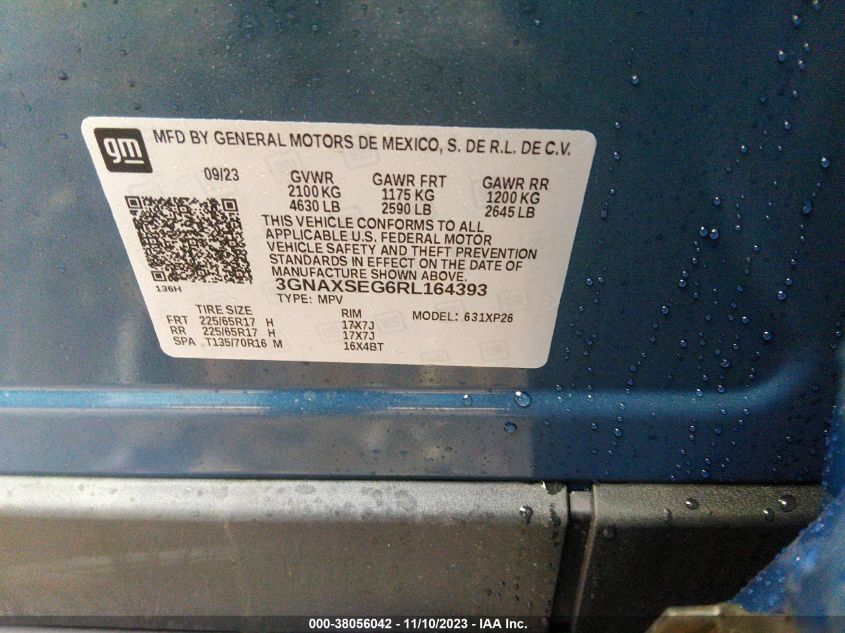 gm
MFD BY GENERAL MOTORS DE MEXICO, S. DE R.L. DE C.V.
09/23 GVWR GAWR FRT GAWR RR
2100 KG 1175 KG 1200 KG
4630 LB 2590 LB 2645 LB
THIS VEHICLE CONFORMS TO ALL
APPLICABLE U.S. FEDERAL MOTOR
VEHICLE SAFETY AND THEFT PREVENTION
STANDARDS IN EFFECT ON THE DATE OF
MANUFACTURE SHOWN ABOVE.
136H
3GNAXSEG6RL164393
TYPE: MPV
TIRE SIZE RIM MODEL: 631XP26
FRT 225/65R17 H 17X7J
RR 225/65R17 H 17X7J
SPA T135/70R16 M 16X4BT
000-38056042 - 11/10/2023 - IAA Inc.